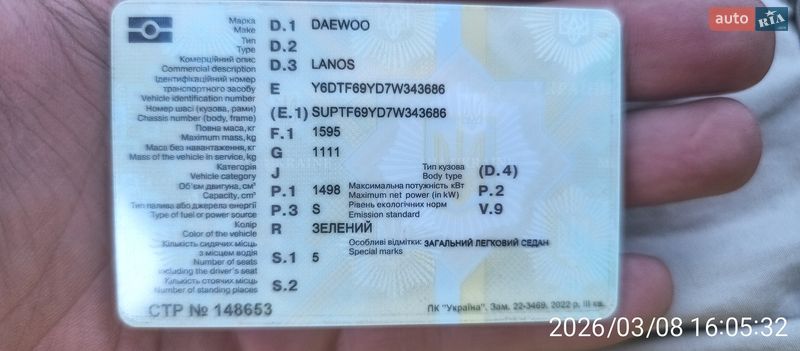 auto RIA
Марка
Make D.1 DAEWOO
Тип
Type D.2
Комерційний опис
Commercial description D.3 LANOS
Ідентифікаційний номер
транспортного засобу
Vehicle identification number E Y6DTF69YD7W343686
Номер шасі (кузова, рами)
Chassis number (body, frame) (E.1) SUPTF69YD7W343686
Повна маса, кг
Maximum mass, kg F.1 1595
Маса без навантаження, кг
Mass of the vehicle in service, kg G 1111
Категорія
Vehicle category J
Тип кузова
Body type (D.4)
Об'єм двигуна, см³
Capacity, cm³ P.1 1498
Максимальна потужність кВт
Maximum net power (in kW) P.2
Тип палива або джерела енергії
Type of fuel or power source P.3 S
Рівень екологічних норм
Emission standard V.9
Колір
Color of the vehicle R ЗЕЛЕНИЙ
Кількість сидячих місць
з місцем водія
Number of seats
including the driver's seat S.1 5
Особливі відмітки: ЗАГАЛЬНИЙ ЛЕГКОВИЙ СЕДАН
Special marks
Кількість стоячих місць
Number of standing places S.2
СТР № 148653
ПК "Україна". Зам. 22-3469. 2022 р. III кв.
2026/03/08 16:05:32